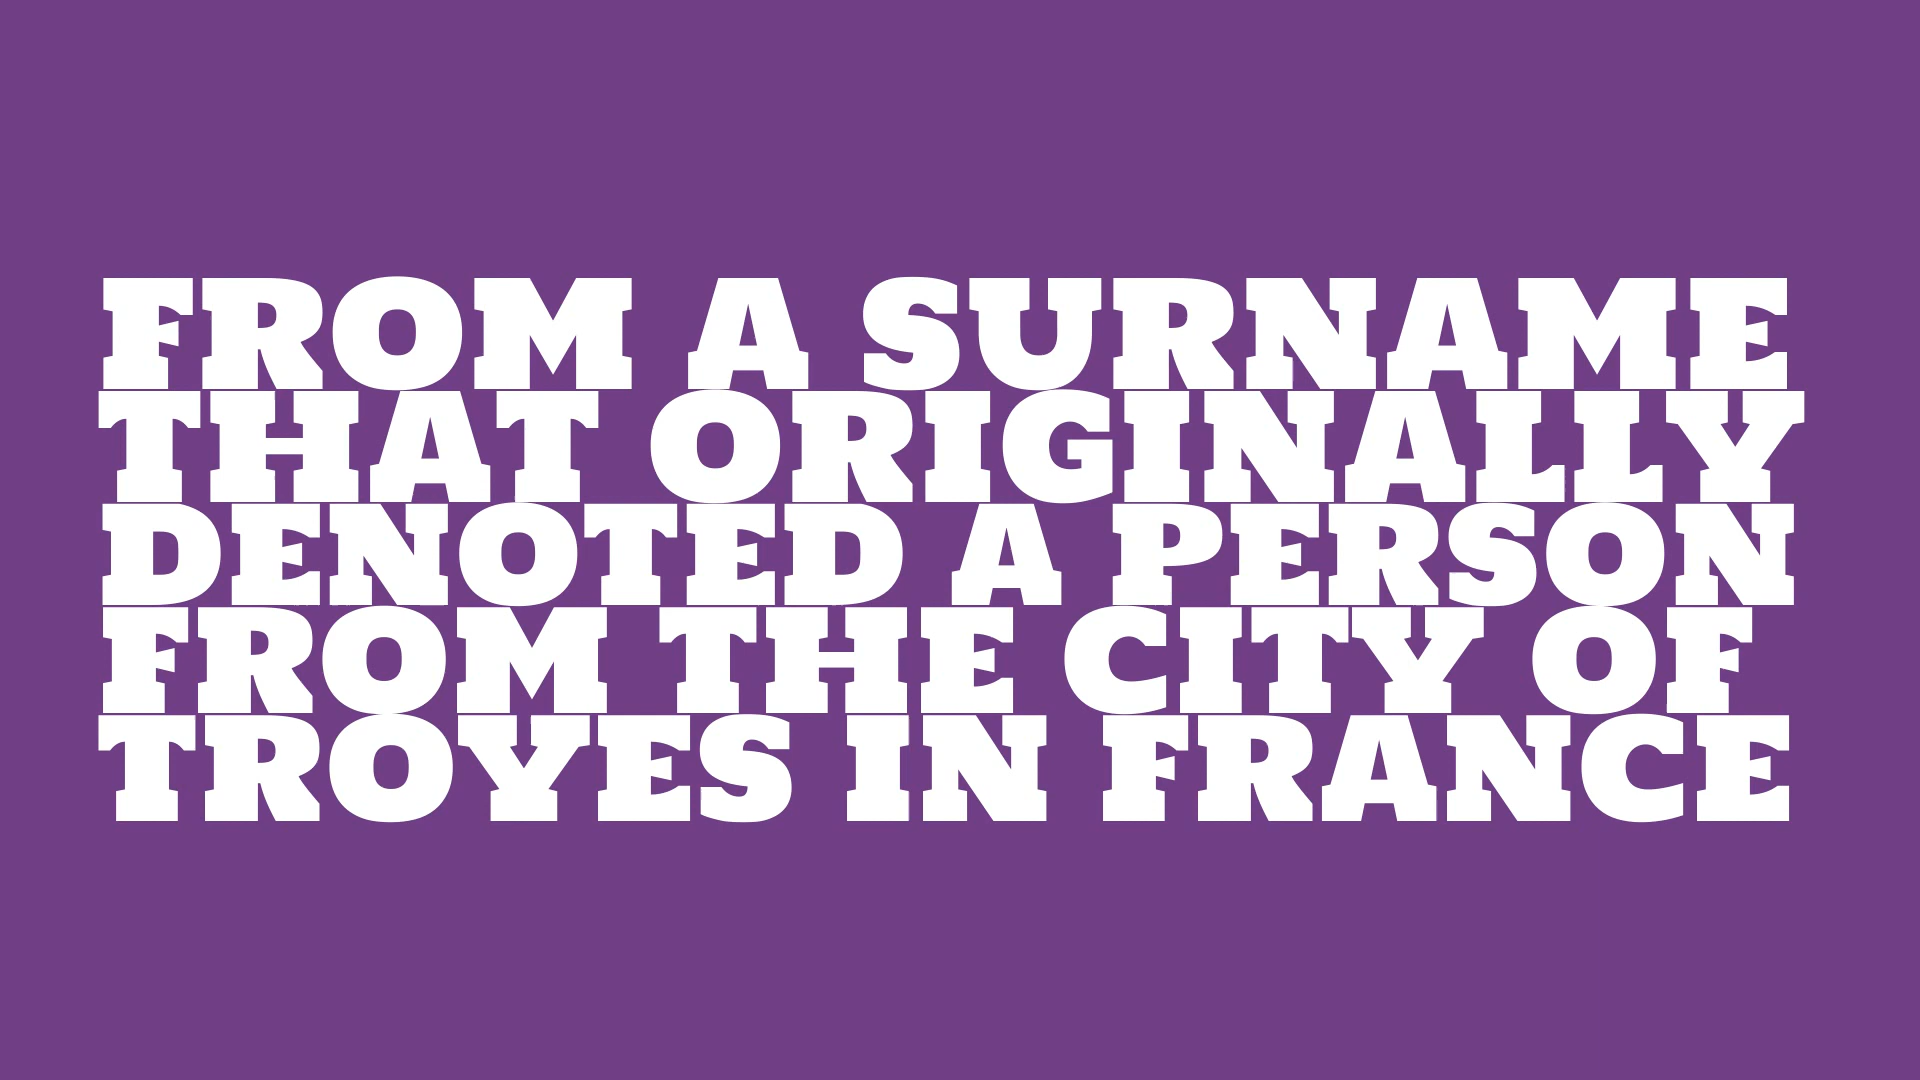 FROM A SURNAME
THAT ORIGINALLY
DENOTED A PERSON
FROM THE CITY OF
TROYES IN FRANCE